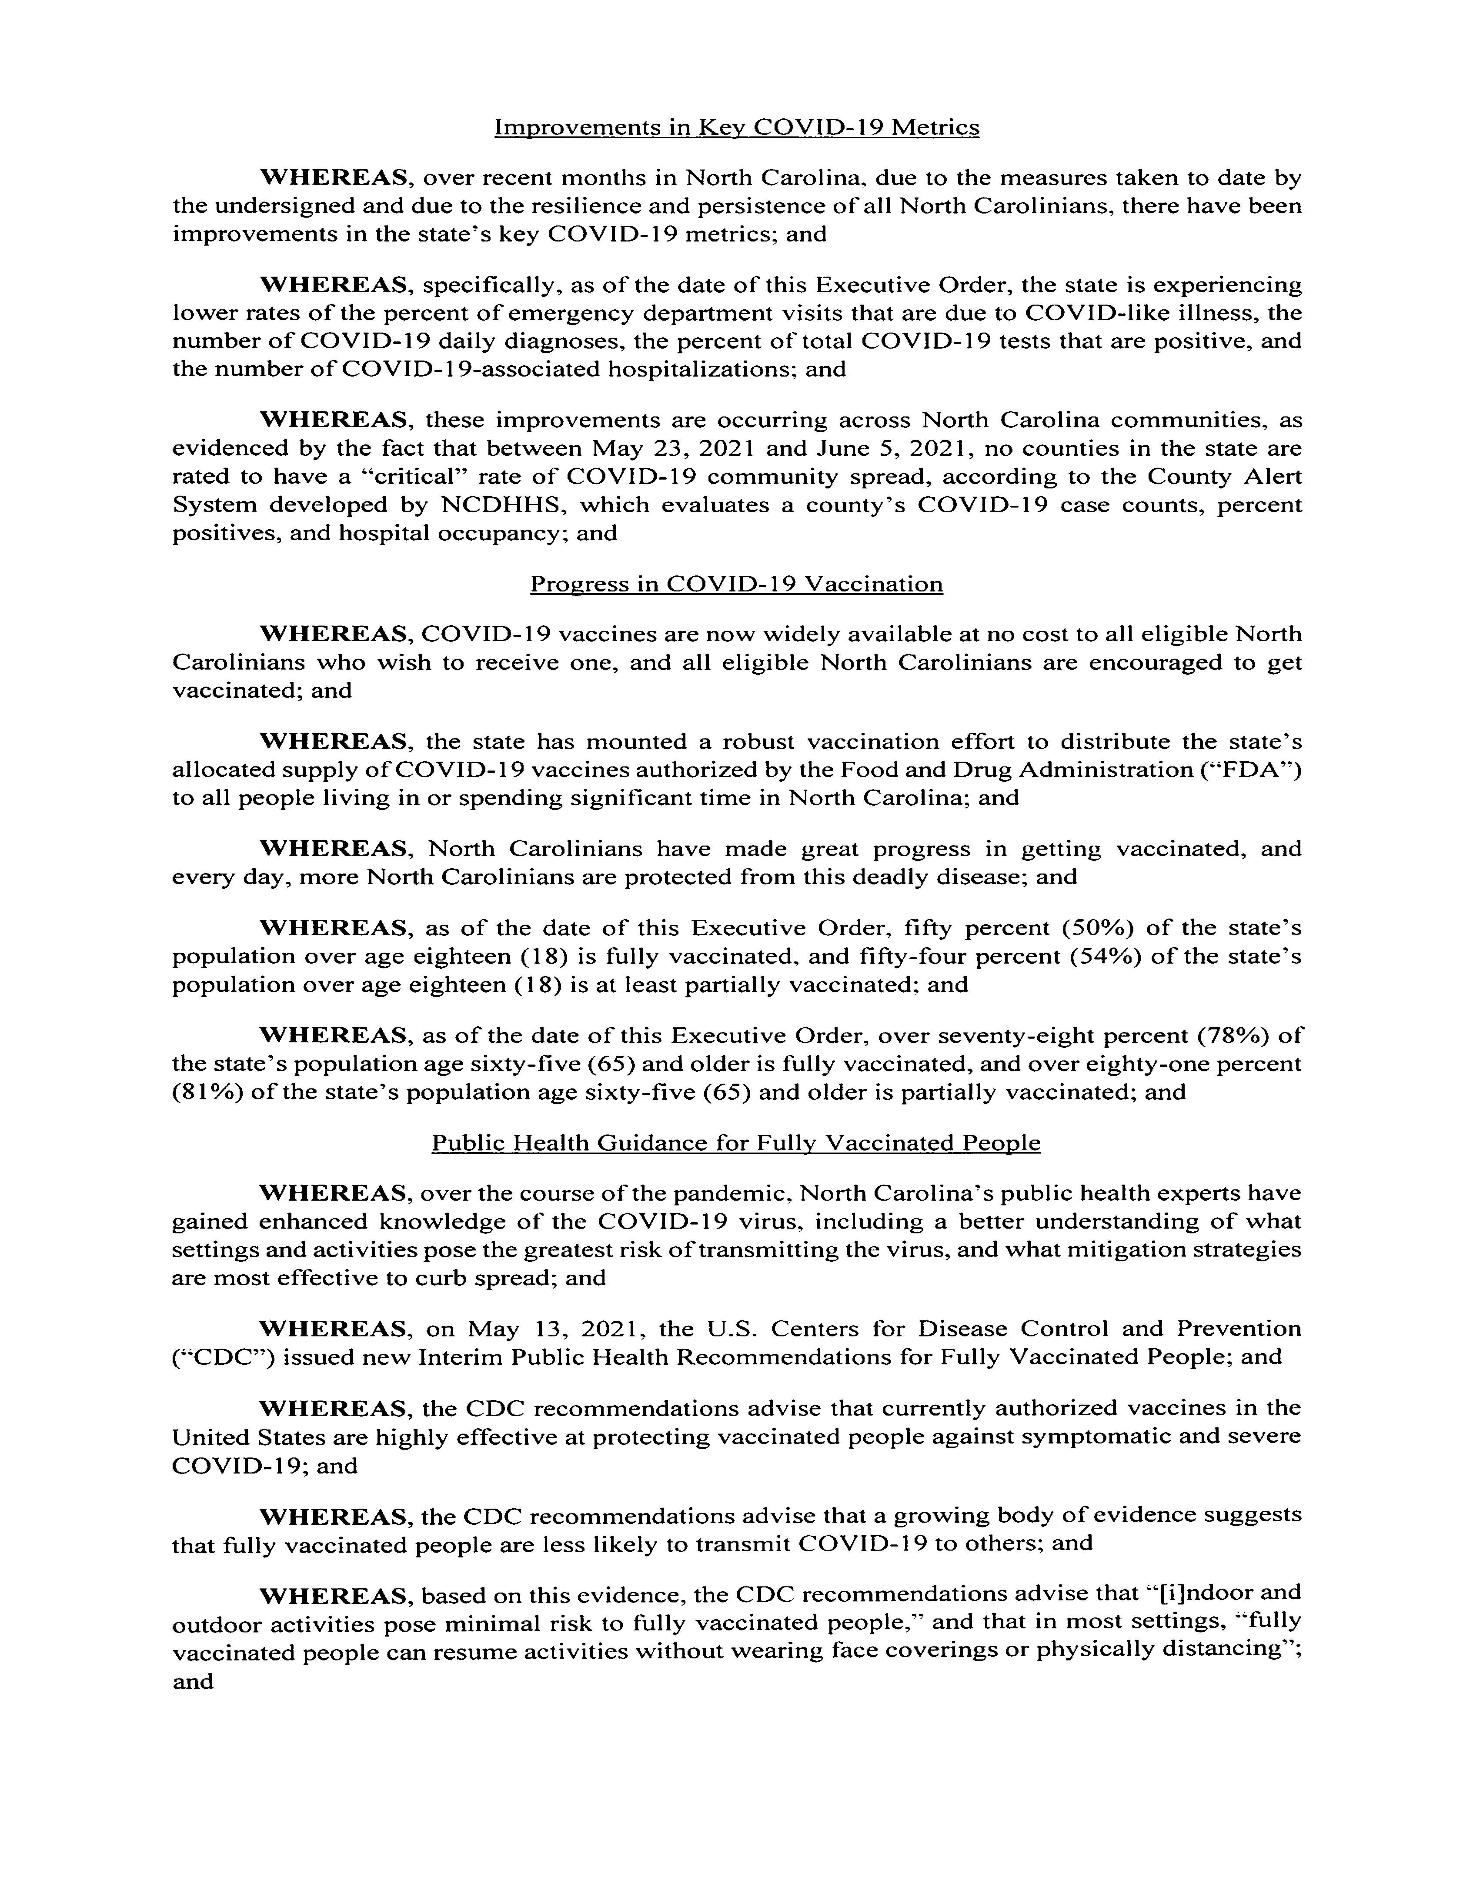 Improvements in Key COVID-19 Metrics
WHEREAS, over recent months in North Carolina, due to the measures taken to date by
the undersigned and due to the resilience and persistence of all North Carolinians, there have been
improvements in the state's key COVID-19 metrics; and
WHEREAS, specifically, as of the date of this Executive Order, the state is experiencing
lower rates of the percent of emergency department visits that are due to COVID-like illness, the
number of COVID-19 daily diagnoses, the percent of total COVID-19 tests that are positive, and
the number of COVID-19-associated hospitalizations; and
WHEREAS, these improvements are occurring across North Carolina communities, as
evidenced by the fact that between May 23, 2021 and June 5, 2021, no counties in the state are
rated to have a “critical” rate of COVID-19 community spread, according to the County Alert
System developed by NCDHHS, which evaluates a county's COVID-19 case counts, percent
positives, and hospital occupancy; and
Progress in COVID-19 Vaccination
WHEREAS, COVID-19 vaccines are now widely available at no cost to all eligible North
Carolinians who wish to receive one, and all eligible North Carolinians are encouraged to get
vaccinated; and
WHEREAS, the state has mounted a robust vaccination effort to distribute the state's
allocated supply of COVID-19 vaccines authorized by the Food and Drug Administration (“FDA”)
to all people living in or spending significant time in North Carolina; and
WHEREAS, North Carolinians have made great progress in getting vaccinated, and
every day, more North Carolinians are protected from this deadly disease; and
WHEREAS, as of the date of this Executive Order, fifty percent (50%) of the state's
population over age eighteen (18) is fully vaccinated, and fifty-four percent (54%) of the state's
population over age eighteen (18) is at least partially vaccinated; and
WHEREAS, as of the date of this Executive Order, over seventy-eight percent (78%) of
the state's population age sixty-five (65) and older is fully vaccinated, and over eighty-one percent
(81%) of the state's population age sixty-five (65) and older is partially vaccinated; and
Public Health Guidance for Fully Vaccinated People
WHEREAS, over the course of the pandemic, North Carolina's public health experts have
gained enhanced knowledge of the COVID-19 virus, including a better understanding of what
settings and activities pose the greatest risk of transmitting the virus, and what mitigation strategies
are most effective to curb spread; and
WHEREAS, on May 13, 2021, the U.S. Centers for Disease Control and Prevention
(“CDC”) issued new Interim Public Health Recommendations for Fully Vaccinated People; and
WHEREAS, the CDC recommendations advise that currently authorized vaccines in the
United States are highly effective at protecting vaccinated people against symptomatic and severe
COVID-19; and
WHEREAS, the CDC recommendations advise that a growing body of evidence suggests
that fully vaccinated people are less likely to transmit COVID-19 to others; and
WHEREAS, based on this evidence, the CDC recommendations advise that “[i]ndoor and
outdoor activities pose minimal risk to fully vaccinated people,” and that in most settings, “fully
vaccinated people can resume activities without wearing face coverings or physically distancing”;
and